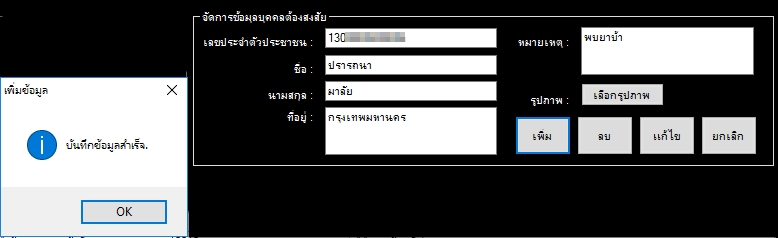 จัดการข้อมูลบุคคลต้องสงสัย
เลขประจำตัวประชาชน : 130
ชื่อ : ปรารถนา
นามสกุล : มาลัย
ที่อยู่ : กรุงเทพมหานคร
หมายเหตุ : พบยาบ้า
รูปภาพ : เลือกรูปภาพ
เพิ่ม ลบ แก้ไข ยกเลิก
เพิ่มข้อมูล
บันทึกข้อมูลสำเร็จ.
OK